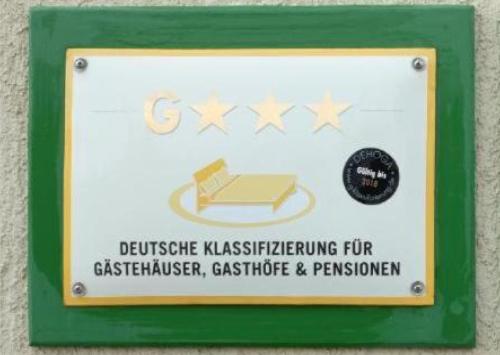 G★★★
DEHOGA
Gültig bis
2018
DEUTSCHE KLASSIFIZIERUNG FÜR
GÄSTEHÄUSER, GASTHÖFE & PENSIONEN